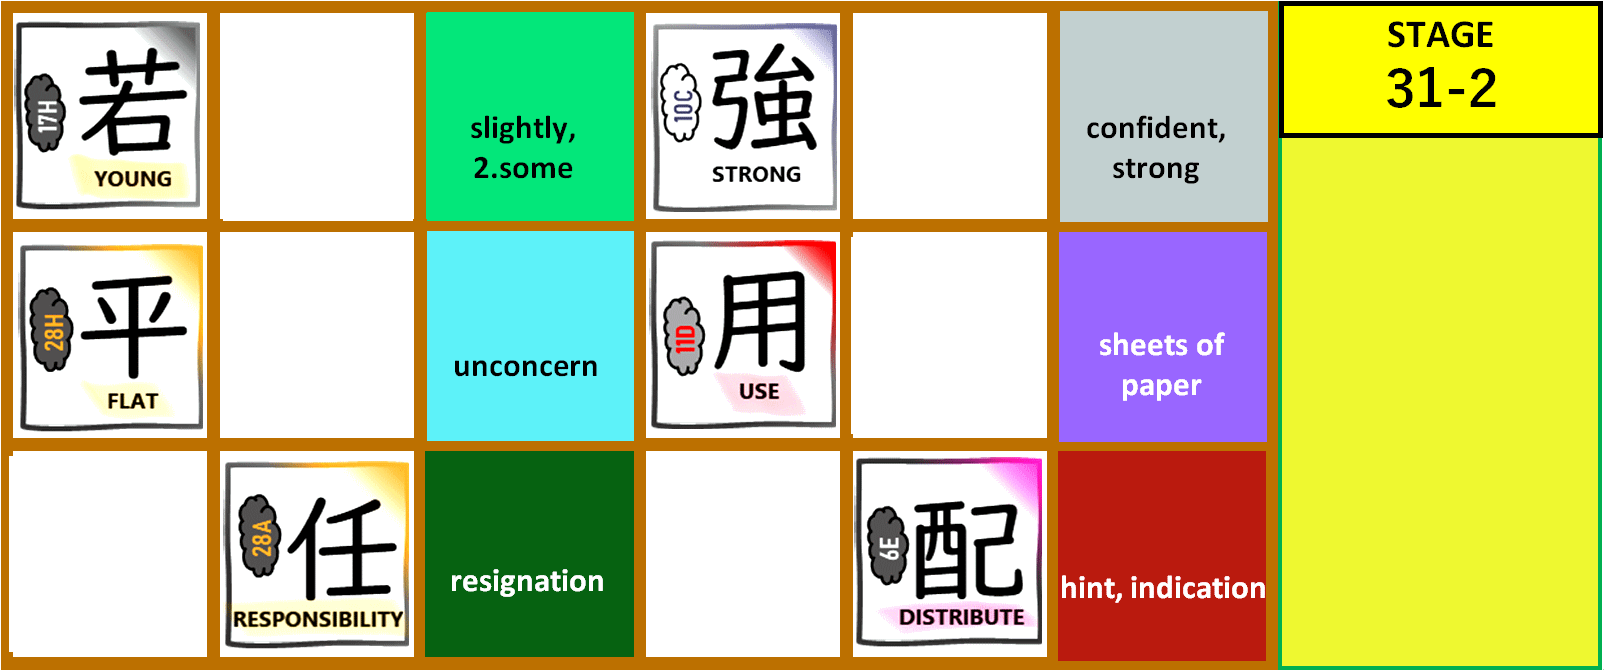 17H
若
YOUNG
slightly,
2.some
10C
強
STRONG
confident,
strong
STAGE
31-2
28H
平
FLAT
unconcern
11D
用
USE
sheets of
paper
28A
任
RESPONSIBILITY
resignation
6E
配
DISTRIBUTE
hint, indication